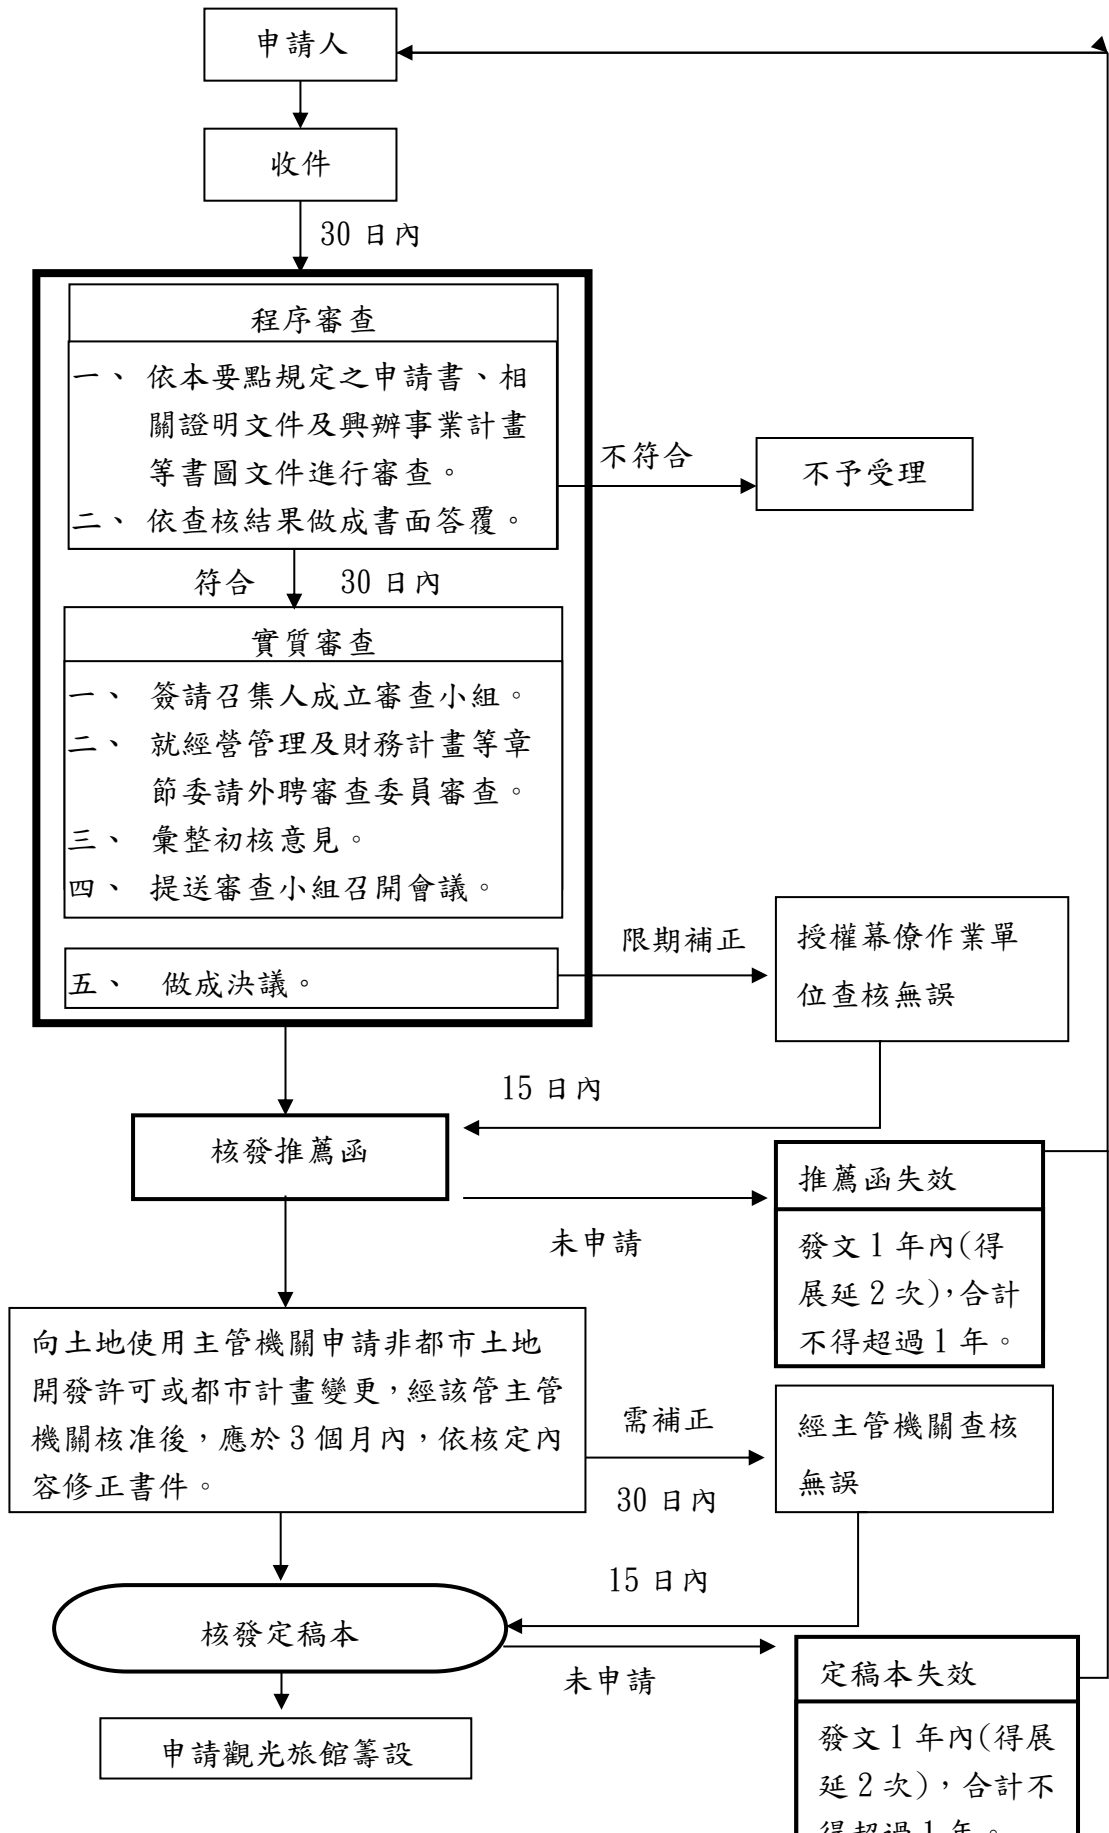 申請人
收件
30 日內
程序審查
一、 依本要點規定之申請書、相
關證明文件及興辦事業計畫
等書圖文件進行審查。
二、 依查核結果做成書面答覆。
不符合
不予受理
符合
30 日內
實質審查
一、 簽請召集人成立審查小組。
二、 就經營管理及財務計畫等章
節委請外聘審查委員審查。
三、 彙整初核意見。
四、 提送審查小組召開會議。
五、 做成決議。
限期補正
授權幕僚作業單
位查核無誤
15 日內
核發推薦函
未申請
推薦函失效
發文 1 年內(得
展延 2 次),合計
不得超過 1 年。
向土地使用主管機關申請非都市土地
開發許可或都市計畫變更,經該管主管
機關核准後,應於 3 個月內,依核定內
容修正書件。
需補正
30 日內
經主管機關查核
無誤
15 日內
核發定稿本
未申請
定稿本失效
發文 1 年內(得展
延 2 次),合計不
得超過 1 年。
申請觀光旅館籌設